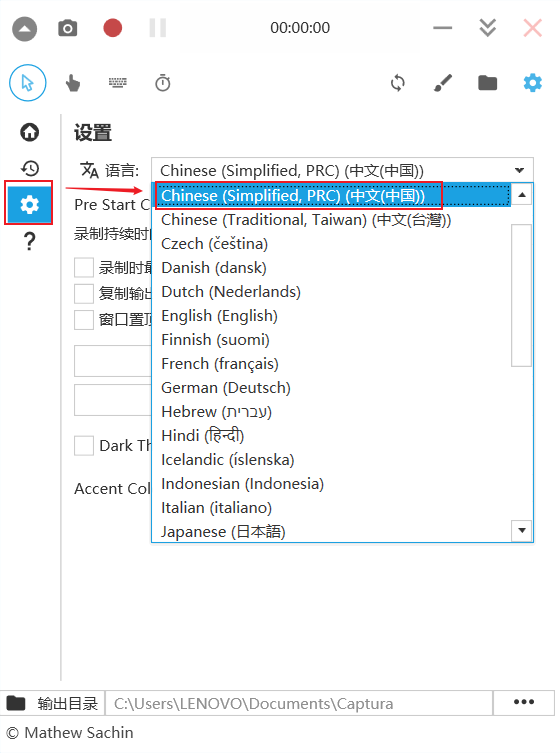 00:00:00
设置
语言: Chinese (Simplified, PRC) (中文(中国))
Chinese (Simplified, PRC) (中文(中国))
Chinese (Traditional, Taiwan) (中文(台灣))
Czech (čeština)
Danish (dansk)
Dutch (Nederlands)
English (English)
Finnish (suomi)
French (français)
German (Deutsch)
Hebrew (עברית)
Hindi (हिन्दी)
Icelandic (íslenska)
Indonesian (Indonesia)
Italian (italiano)
Japanese (日本語)
Pre Start C
录制持续时
录制时最
复制输出
窗口置顶
Dark Th
Accent Col
输出目录 C:\Users\LENOVO\Documents\Captura
© Mathew Sachin